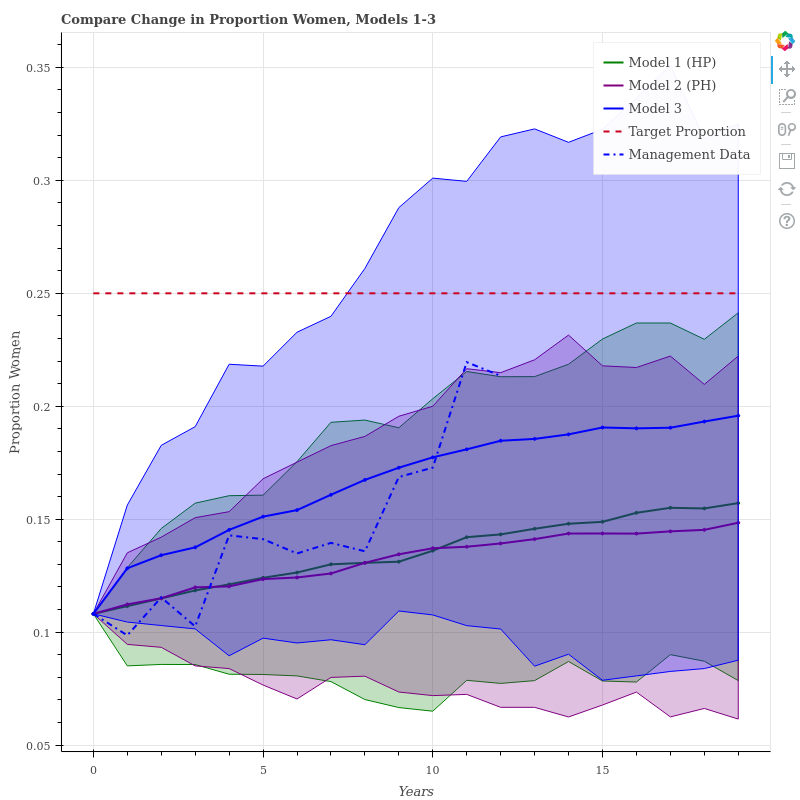 Compare Change in Proportion Women, Models 1-3
Model 1 (HP)
Model 2 (PH)
Model 3
Target Proportion
Management Data
Proportion Women
0.35
0.3
0.25
0.2
0.15
0.1
0.05
0 5 10 15
Years